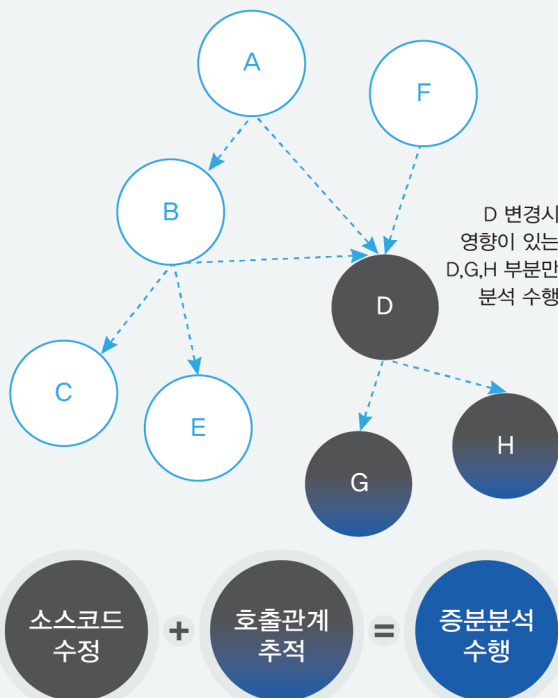 A
F
B
D 변경시
영향이 있는
D,G,H 부분만
분석 수행
D
C
E
H
G
소스코드
수정
+
호출관계
추적
=
증분분석
수행